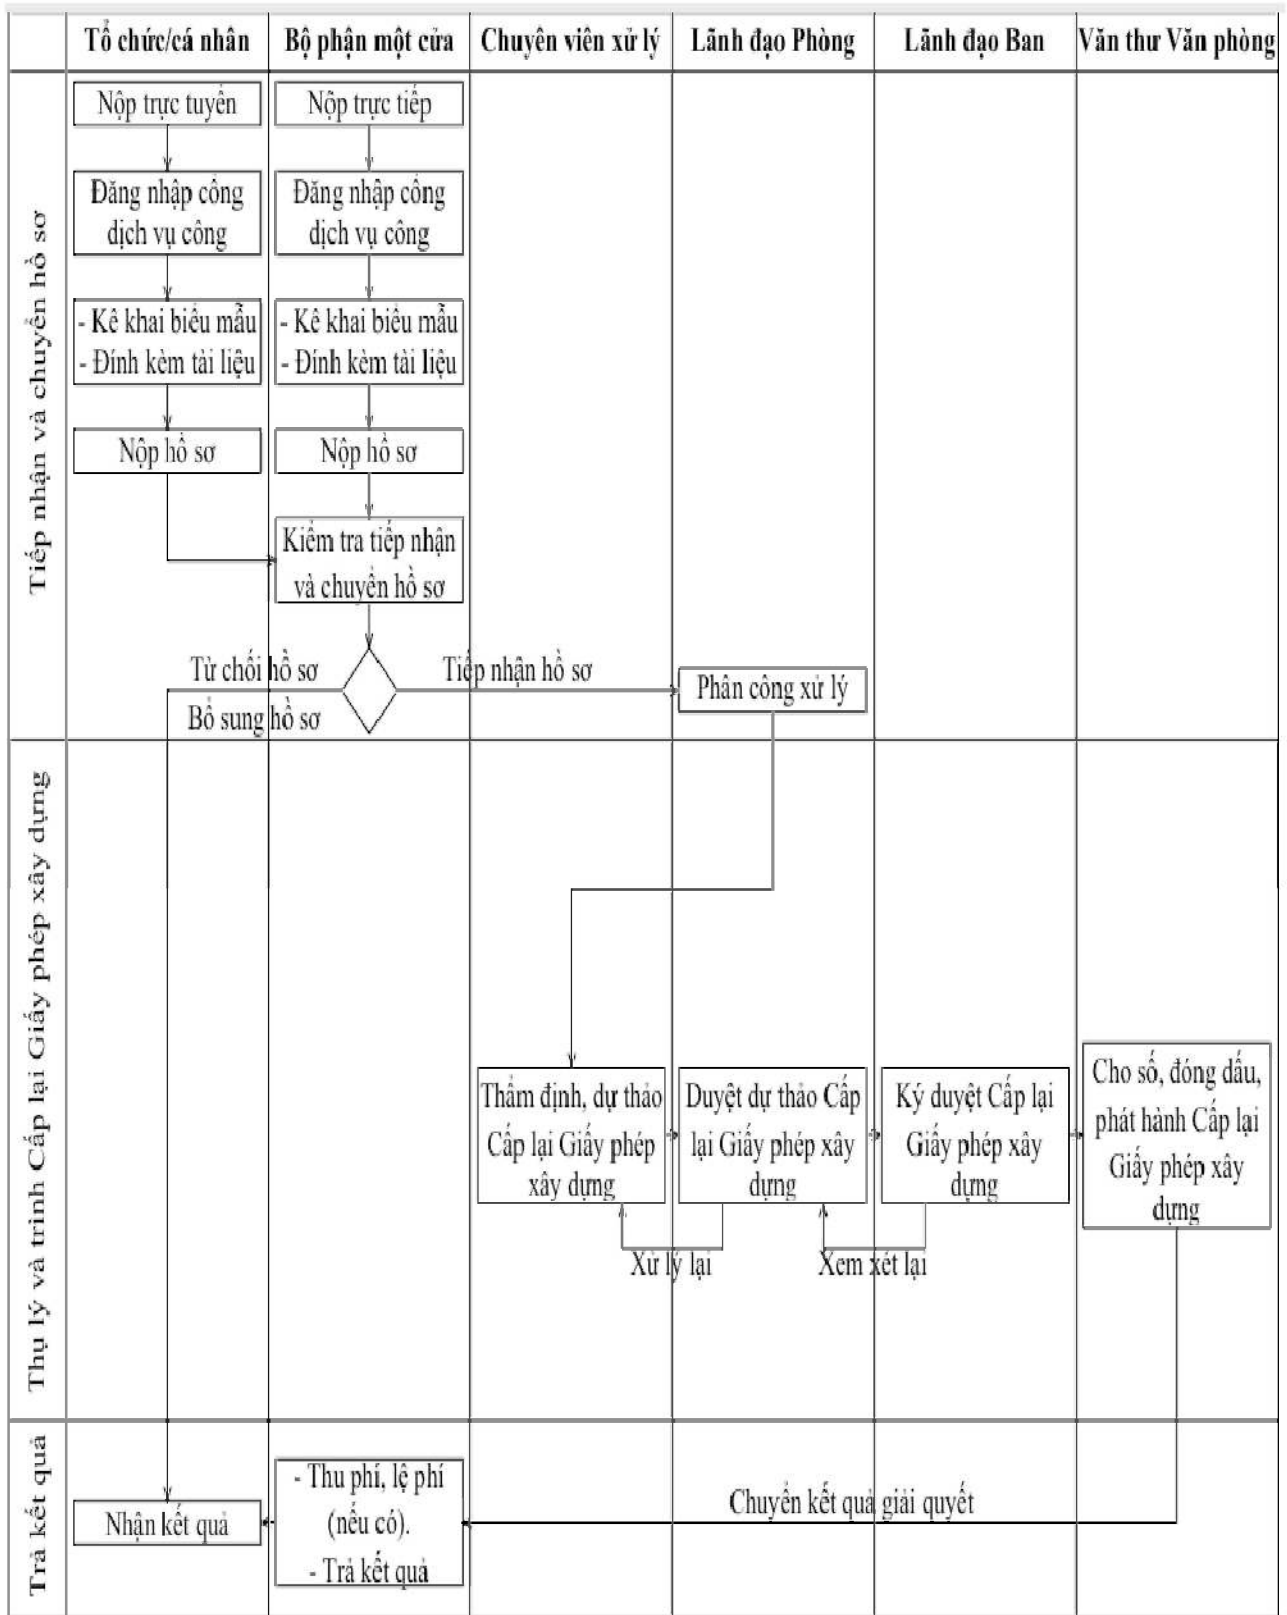 Tổ chức/cá nhân
Bộ phận một cửa
Chuyên viên xử lý
Lãnh đạo Phòng
Lãnh đạo Ban
Văn thư Văn phòng
Tiếp nhận và chuyển hồ sơ
Nộp trực tuyến
Nộp trực tiếp
Đăng nhập cổng
dịch vụ công
Đăng nhập cổng
dịch vụ công
- Kê khai biểu mẫu
- Đính kèm tài liệu
- Kê khai biểu mẫu
- Đính kèm tài liệu
Nộp hồ sơ
Nộp hồ sơ
Kiểm tra tiếp nhận
và chuyển hồ sơ
Từ chối hồ sơ
Bổ sung hồ sơ
Tiếp nhận hồ sơ
Phân công xử lý
Thụ lý và trình Cấp lại Giấy phép xây dựng
Thẩm định, dự thảo
Cấp lại Giấy phép
xây dựng
Duyệt dự thảo Cấp
lại Giấy phép xây
dựng
Ký duyệt Cấp lại
Giấy phép xây
dựng
Cho số, đóng dấu,
phát hành Cấp lại
Giấy phép xây
dựng
Xử lý lại
Xem xét lại
Trả kết quả
Nhận kết quả
- Thu phí, lệ phí
(nếu có).
- Trả kết quả
Chuyển kết quả giải quyết